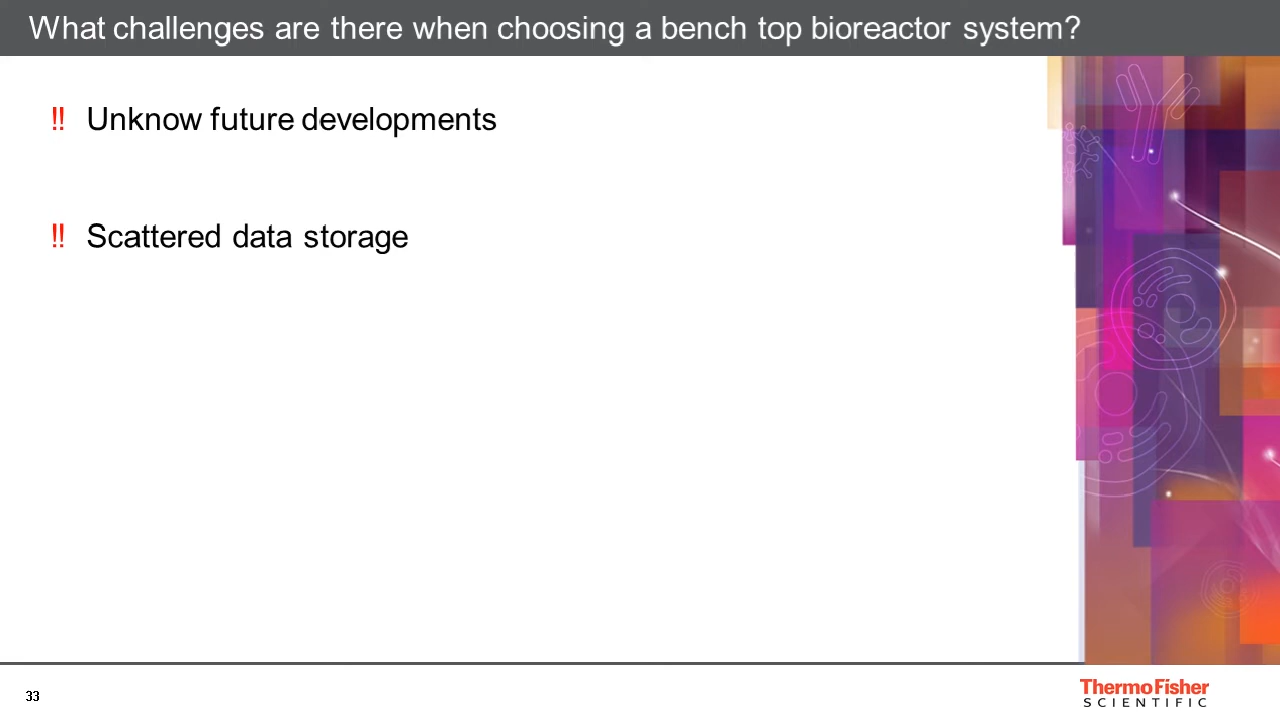 What challenges are there when choosing a bench top bioreactor system?
‼ Unknow future developments
‼ Scattered data storage
33
ThermoFisher
SCIENTIFIC